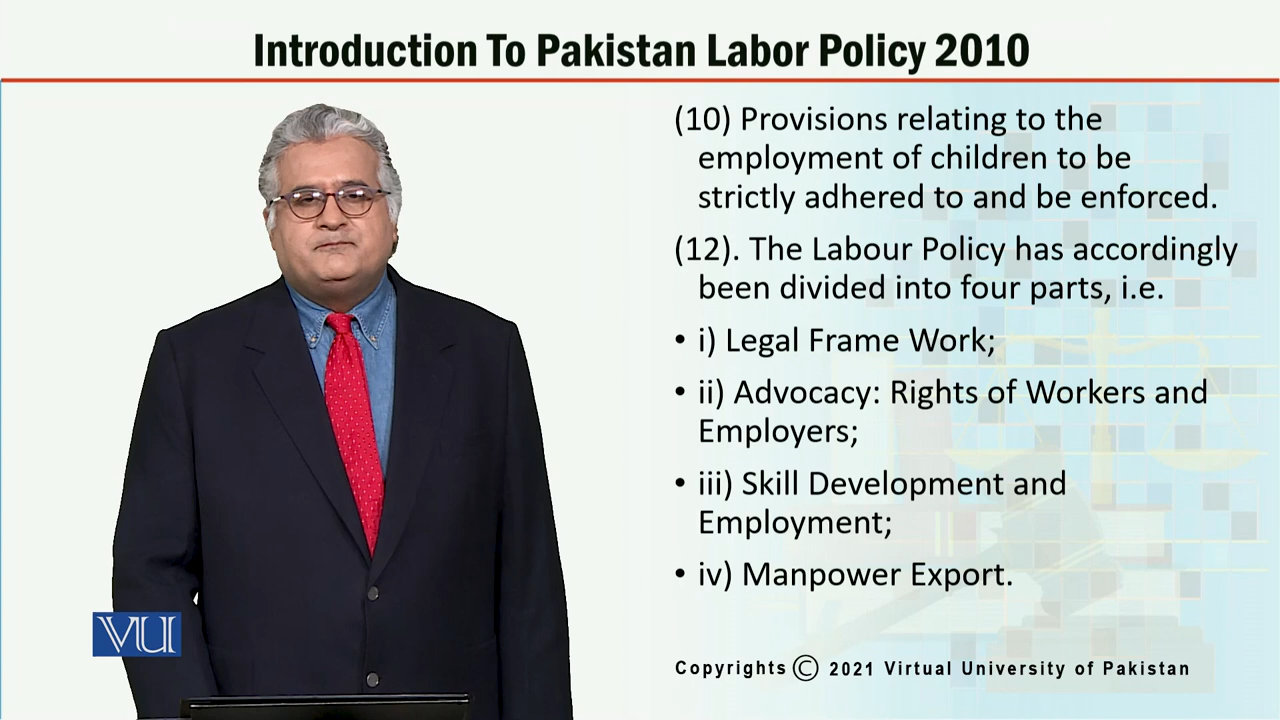 Introduction To Pakistan Labor Policy 2010
(10) Provisions relating to the
employment of children to be
strictly adhered to and be enforced.
(12). The Labour Policy has accordingly
been divided into four parts, i.e.
• i) Legal Frame Work;
• ii) Advocacy: Rights of Workers and
Employers;
• iii) Skill Development and
Employment;
• iv) Manpower Export.
VU
Copyrights © 2021 Virtual University of Pakistan